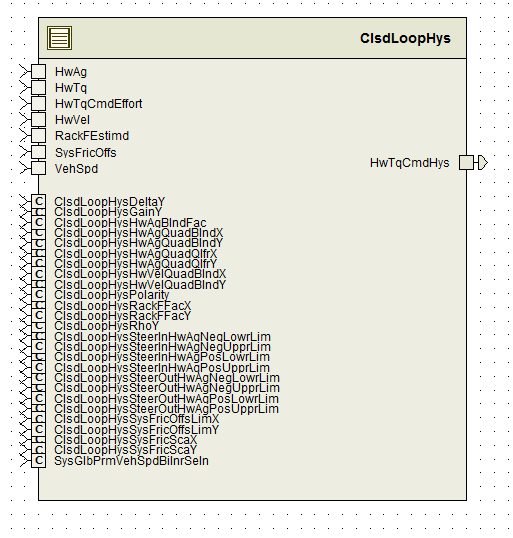 ClsdLoopHys
HwAg
HwTq
HwTqCmdEffort
HwVel
RackFEstimd
SysFricOffs
VehSpd
HwTqCmdHys
C ClsdLoopHysDeltaY
C ClsdLoopHysGainY
C ClsdLoopHysHwAgBlndFac
C ClsdLoopHysHwAgQuadBlndX
C ClsdLoopHysHwAgQuadBlndY
C ClsdLoopHysHwAgQuadQlfrX
C ClsdLoopHysHwAgQuadQlfrY
C ClsdLoopHysHwVelQuadBlndX
C ClsdLoopHysHwVelQuadBlndY
C ClsdLoopHysPolarity
C ClsdLoopHysRackFFacX
C ClsdLoopHysRackFFacY
C ClsdLoopHysRhoY
C ClsdLoopHysSteerInHwAgNegLowrLim
C ClsdLoopHysSteerInHwAgNegUpprLim
C ClsdLoopHysSteerInHwAgPosLowrLim
C ClsdLoopHysSteerInHwAgPosUpprLim
C ClsdLoopHysSteerOutHwAgNegLowrLim
C ClsdLoopHysSteerOutHwAgNegUpprLim
C ClsdLoopHysSteerOutHwAgPosLowrLim
C ClsdLoopHysSteerOutHwAgPosUpprLim
C ClsdLoopHysSysFricOffsLimX
C ClsdLoopHysSysFricOffsLimY
C ClsdLoopHysSysFricScaX
C ClsdLoopHysSysFricScaY
C SysGlbPrmVehSpdBilnrSeln